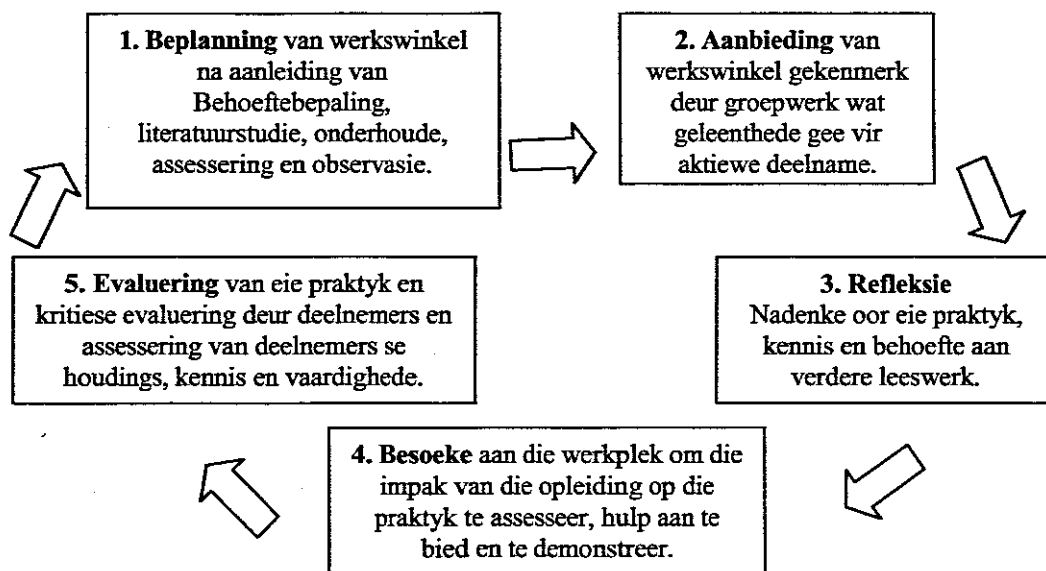 1. Beplanning van werkswinkel
na aanleiding van
Behoeftebepaling,
literatuurstudie, onderhoude,
assessering en observasie.
2. Aanbieding van
werkswinkel gekenmerk
deur groepwerk wat
geleenthede gee vir
aktiewe deelname.
3. Refleksie
Nadenke oor eie praktyk,
kennis en behoefte aan
verdere leeswerk.
4. Besoeke aan die werkplek om die
impak van die opleiding op die
praktyk te assesseer, hulp aan te
bied en te demonstreer.
5. Evaluering van eie praktyk en
kritiese evaluering deur deelnemers en
assessering van deelnemers se
houdings, kennis en vaardighede.